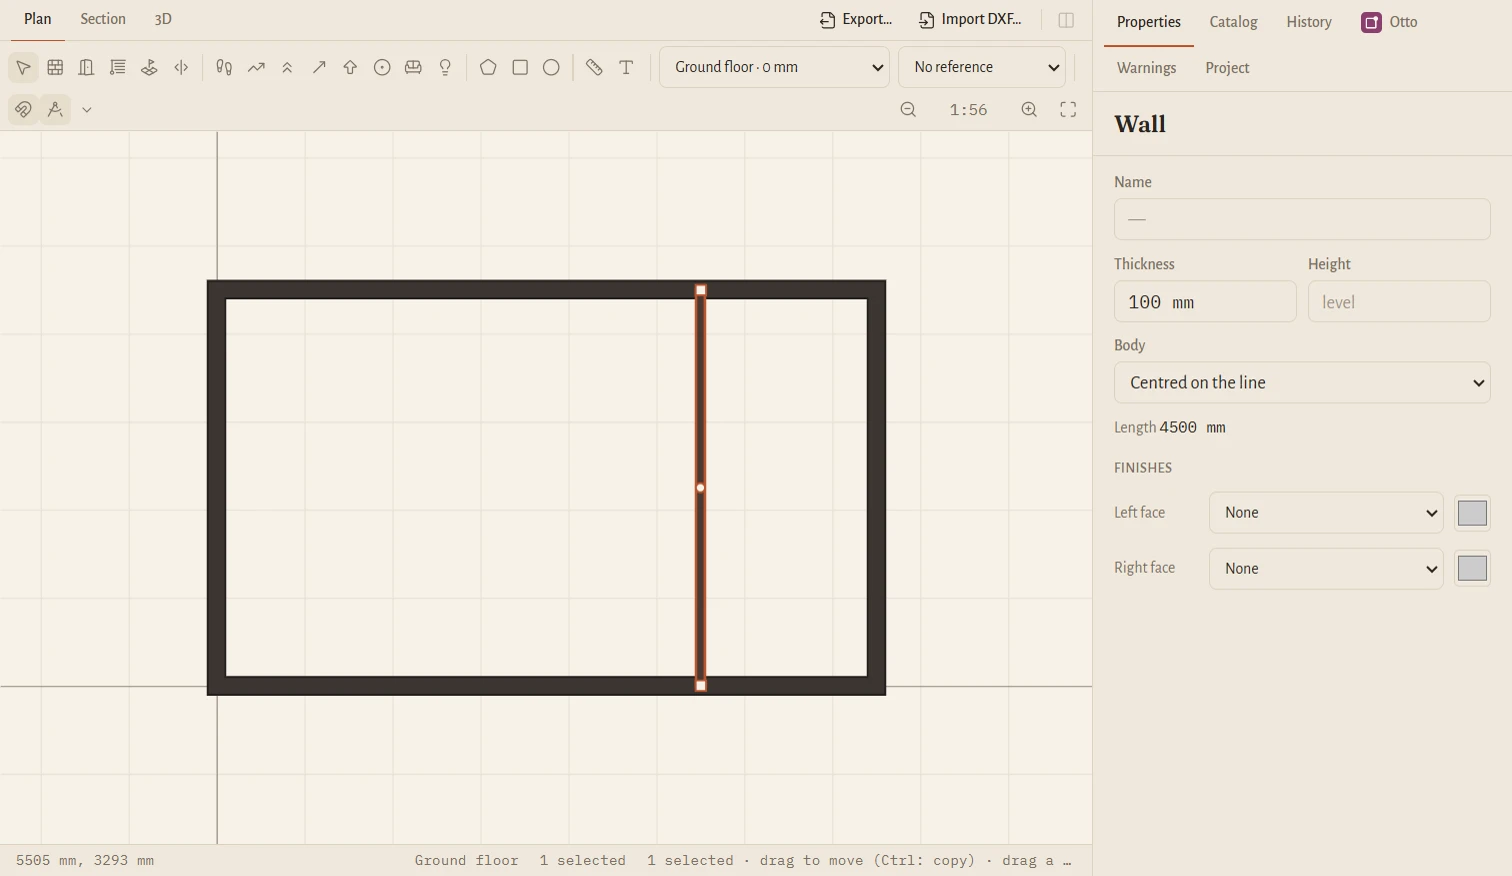 Plan Section 3D Export... Import DXF...
Ground floor · 0 mm No reference
1:56
Properties Catalog History Otto
Warnings Project
Wall
Name
—
Thickness Height
100 mm level
Body
Centred on the line
Length 4500 mm
FINISHES
Left face None
Right face None
5505 mm, 3293 mm Ground floor 1 selected 1 selected · drag to move (Ctrl: copy) · drag a …